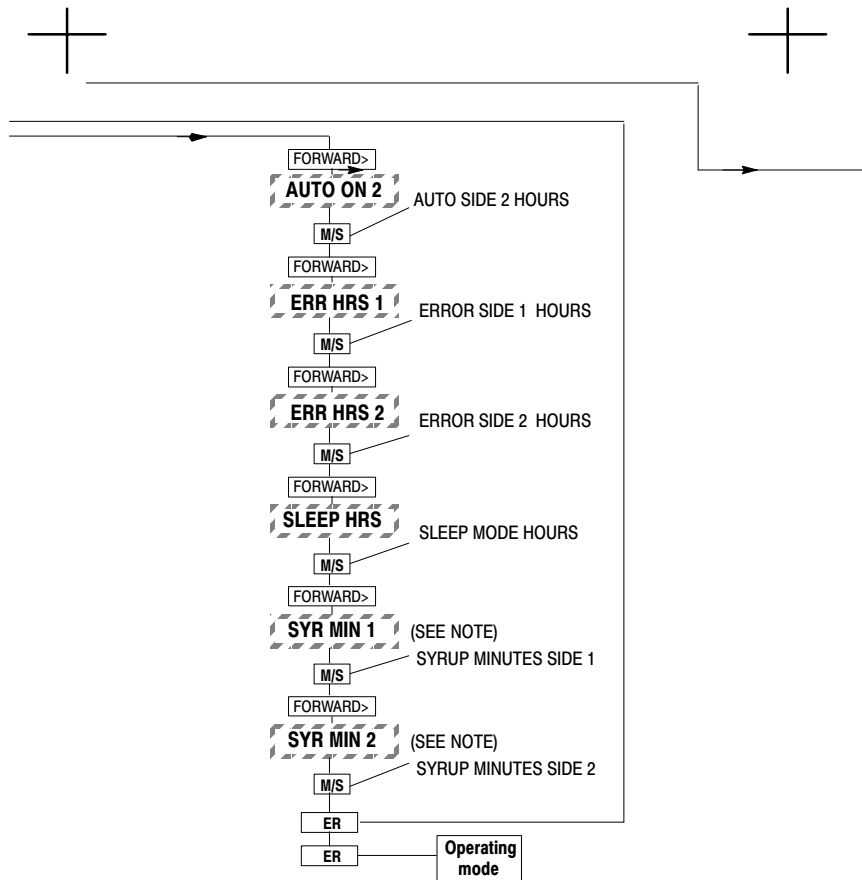 FORWARD>
AUTO ON 2
AUTO SIDE 2 HOURS
M/S
FORWARD>
ERR HRS 1
ERROR SIDE 1 HOURS
M/S
FORWARD>
ERR HRS 2
ERROR SIDE 2 HOURS
M/S
FORWARD>
SLEEP HRS
SLEEP MODE HOURS
M/S
FORWARD>
SYR MIN 1 (SEE NOTE)
SYRUP MINUTES SIDE 1
M/S
FORWARD>
SYR MIN 2 (SEE NOTE)
SYRUP MINUTES SIDE 2
M/S
ER
ER
Operating
mode